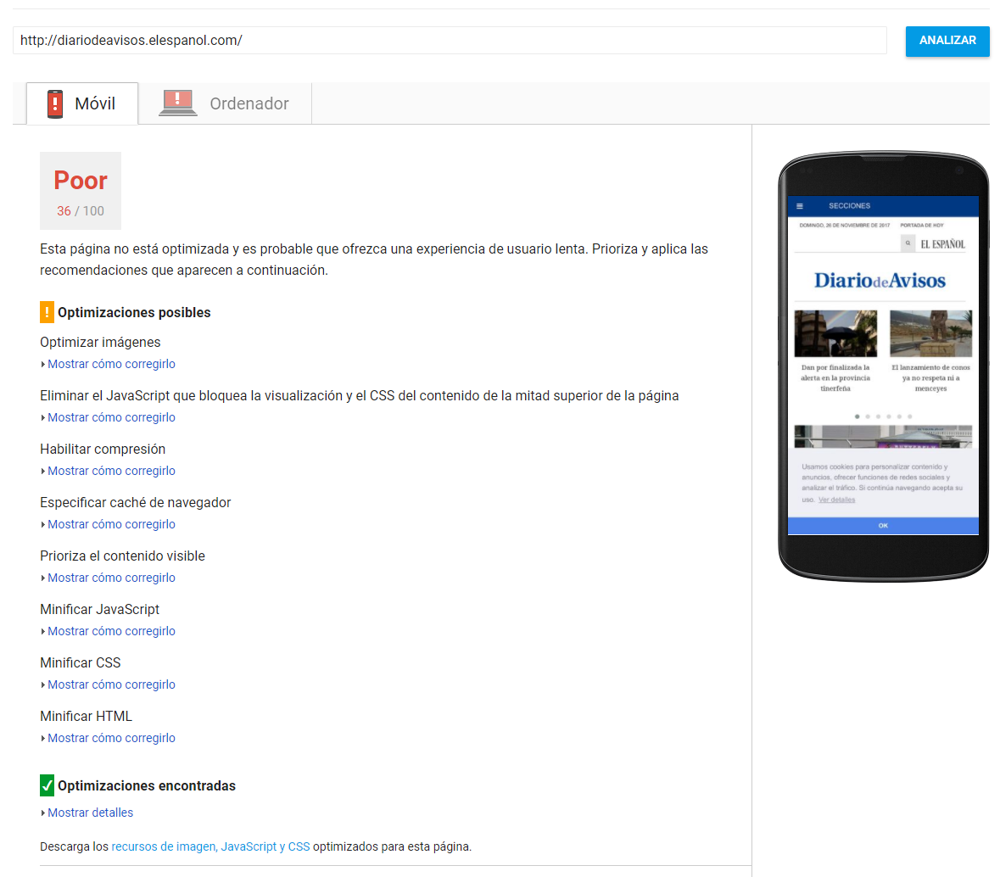 http://diariodeavisos.elespanol.com/
ANALIZAR
Móvil
Ordenador
Poor
36 / 100
Esta página no está optimizada y es probable que ofrezca una experiencia de usuario lenta. Prioriza y aplica las
recomendaciones que aparecen a continuación.
Optimizaciones posibles
Optimizar imágenes
Mostrar cómo corregirlo
Eliminar el JavaScript que bloquea la visualización y el CSS del contenido de la mitad superior de la página
Mostrar cómo corregirlo
Habilitar compresión
Mostrar cómo corregirlo
Especificar caché de navegador
Mostrar cómo corregirlo
Prioriza el contenido visible
Mostrar cómo corregirlo
Minificar JavaScript
Mostrar cómo corregirlo
Minificar CSS
Mostrar cómo corregirlo
Minificar HTML
Mostrar cómo corregirlo
Optimizaciones encontradas
Mostrar detalles
Descarga los recursos de imagen, JavaScript y CSS optimizados para esta página.
SECCIONES
DOMINGO, 26 DE NOVIEMBRE DE 2017 PORTADA DE HOY
EL ESPAÑOL
DiariodeAvisos
Dan por finalizada la
alerta en la provincia
tinerfeña
El lanzamiento de conos
ya no respeta ni a
menceyes
Usamos cookies para personalizar contenido y
anuncios, ofrecer funciones de redes sociales y
analizar el tráfico. Si continúa navegando acepta su
uso. Ver detalles
OK